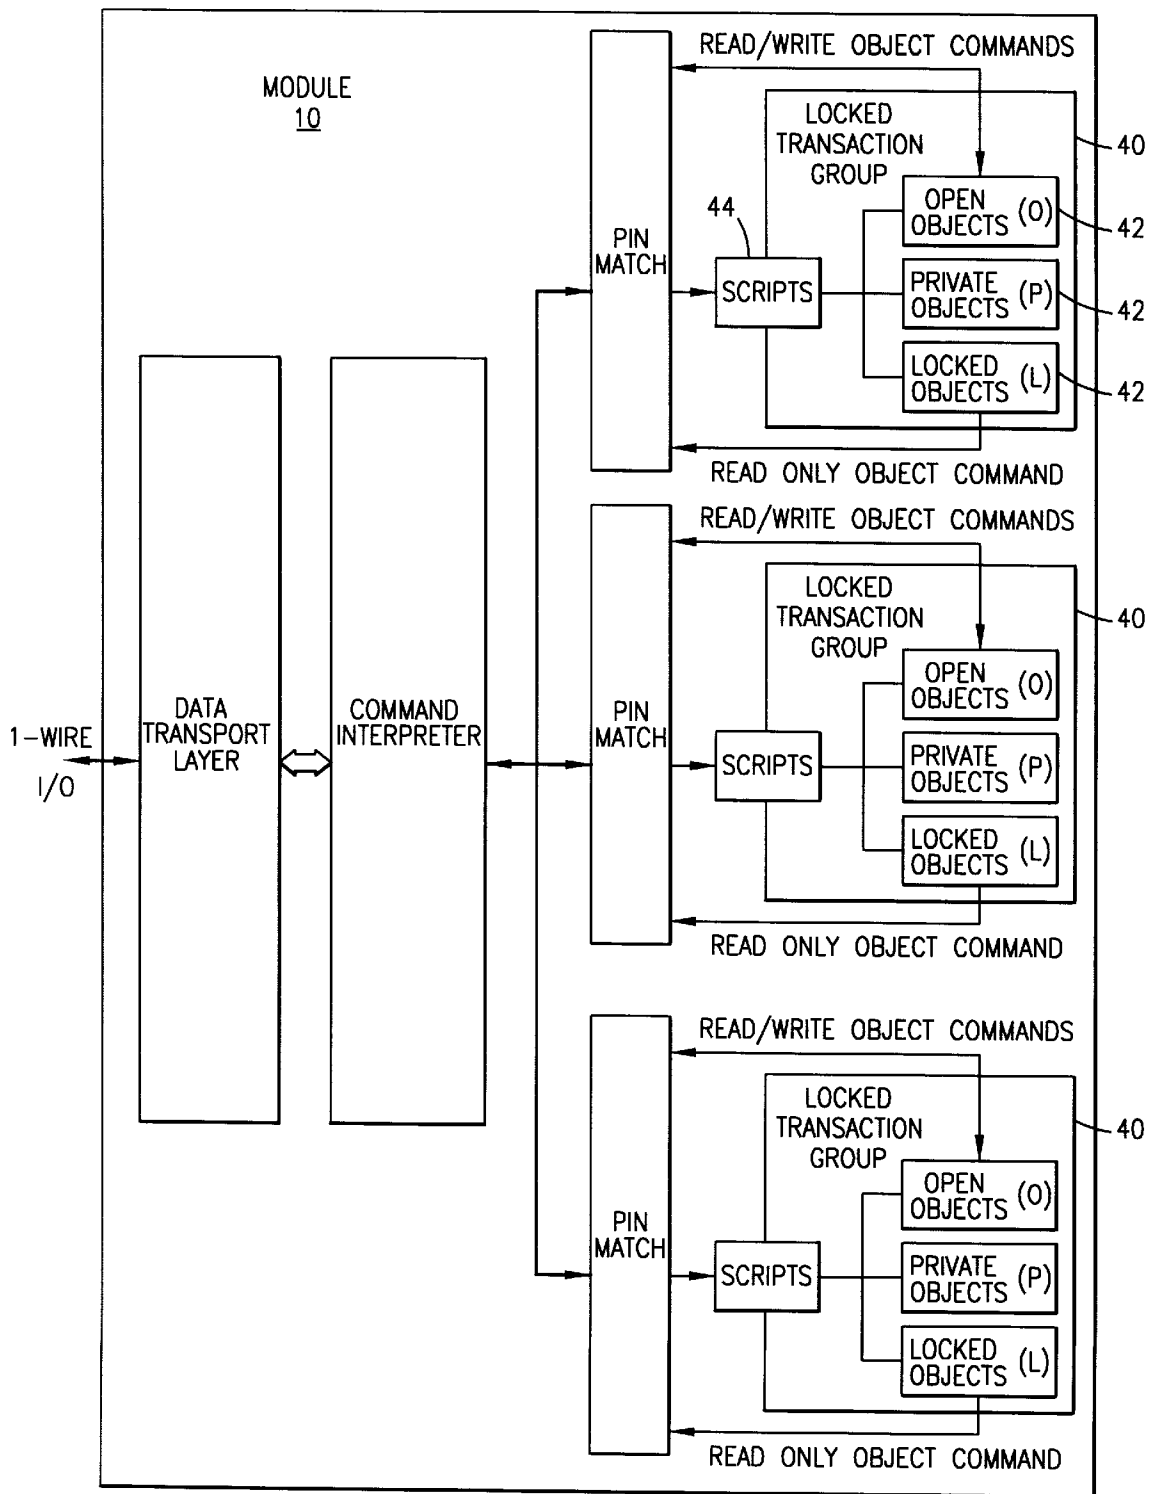 MODULE
10
1-WIRE
I/O
DATA
TRANSPORT
LAYER
COMMAND
INTERPRETER
PIN
MATCH
READ/WRITE OBJECT COMMANDS
LOCKED
TRANSACTION
GROUP
40
44
SCRIPTS
OPEN
OBJECTS (O)
42
PRIVATE
OBJECTS (P)
42
LOCKED
OBJECTS (L)
42
READ ONLY OBJECT COMMAND
PIN
MATCH
READ/WRITE OBJECT COMMANDS
LOCKED
TRANSACTION
GROUP
40
SCRIPTS
OPEN
OBJECTS (O)
PRIVATE
OBJECTS (P)
LOCKED
OBJECTS (L)
READ ONLY OBJECT COMMAND
PIN
MATCH
READ/WRITE OBJECT COMMANDS
LOCKED
TRANSACTION
GROUP
40
SCRIPTS
OPEN
OBJECTS (O)
PRIVATE
OBJECTS (P)
LOCKED
OBJECTS (L)
READ ONLY OBJECT COMMAND